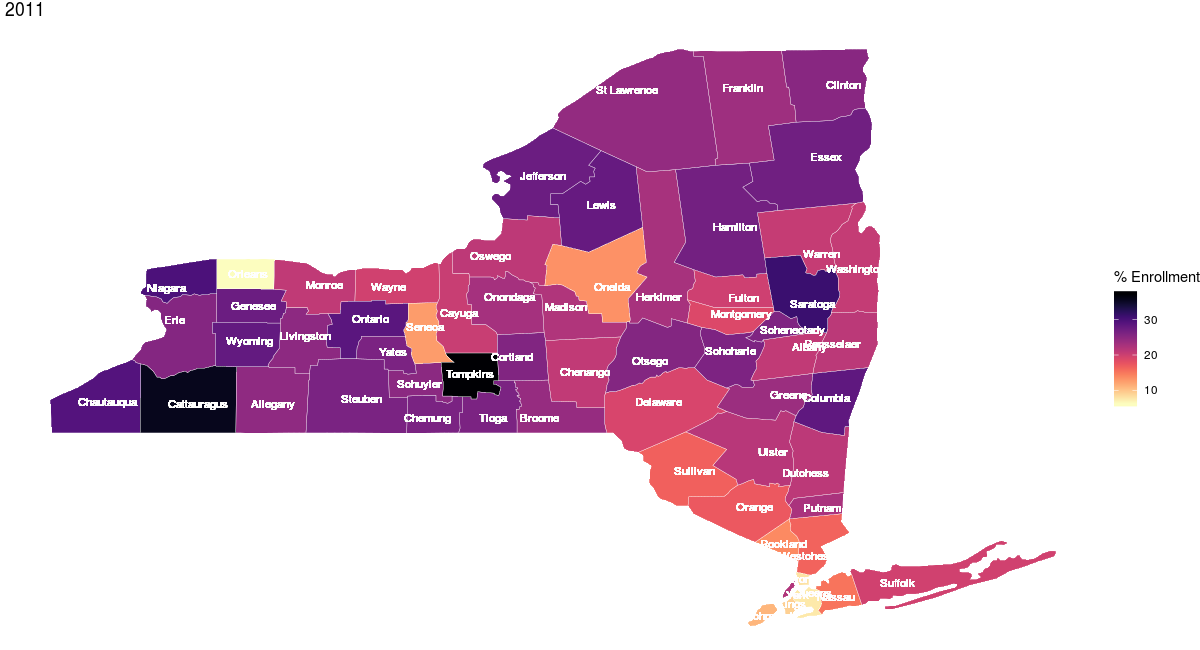 2011
St Lawrence
Franklin
Clinton
Essex
Jefferson
Lewis
Hamilton
Warren
Washington
Oswego
Oneida
Herkimer
Fulton
Saratoga
Montgomery
Schenectady
Albany
Rensselaer
Niagara
Orleans
Monroe
Wayne
Genesee
Erie
Wyoming
Livingston
Ontario
Yates
Seneca
Cayuga
Onondaga
Madison
Cortland
Chenango
Otsego
Schoharie
Chautauqua
Cattaraugus
Allegany
Steuben
Schuyler
Tompkins
Chemung
Tioga
Broome
Delaware
Greene
Columbia
Ulster
Dutchess
Sullivan
Orange
Putnam
Rockland
Westches
Nassau
Suffolk
% Enrollment
30
20
10